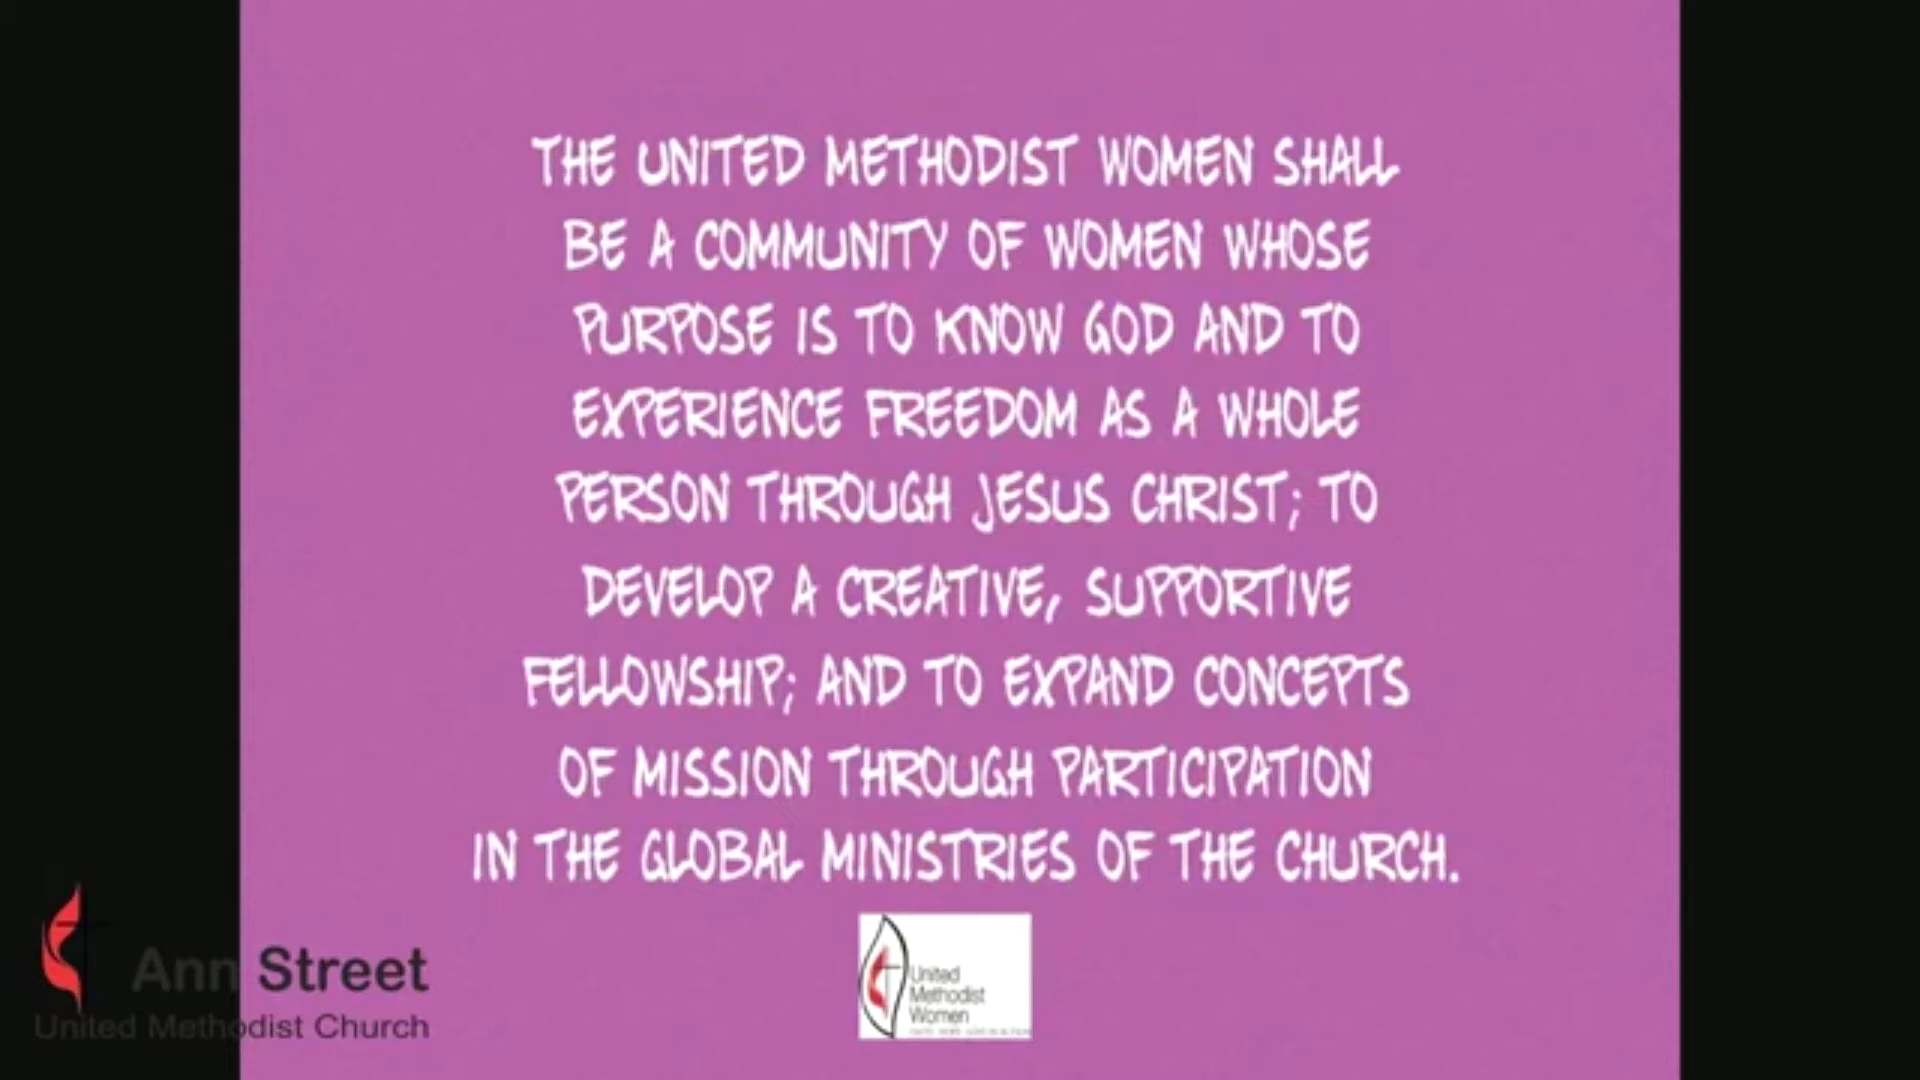 THE UNITED METHODIST WOMEN SHALL
BE A COMMUNITY OF WOMEN WHOSE
PURPOSE IS TO KNOW GOD AND TO
EXPERIENCE FREEDOM AS A WHOLE
PERSON THROUGH JESUS CHRIST; TO
DEVELOP A CREATIVE, SUPPORTIVE
FELLOWSHIP; AND TO EXPAND CONCEPTS
OF MISSION THROUGH PARTICIPATION
IN THE GLOBAL MINISTRIES OF THE CHURCH.
United
Methodist
Women
Ann Street
United Methodist Church